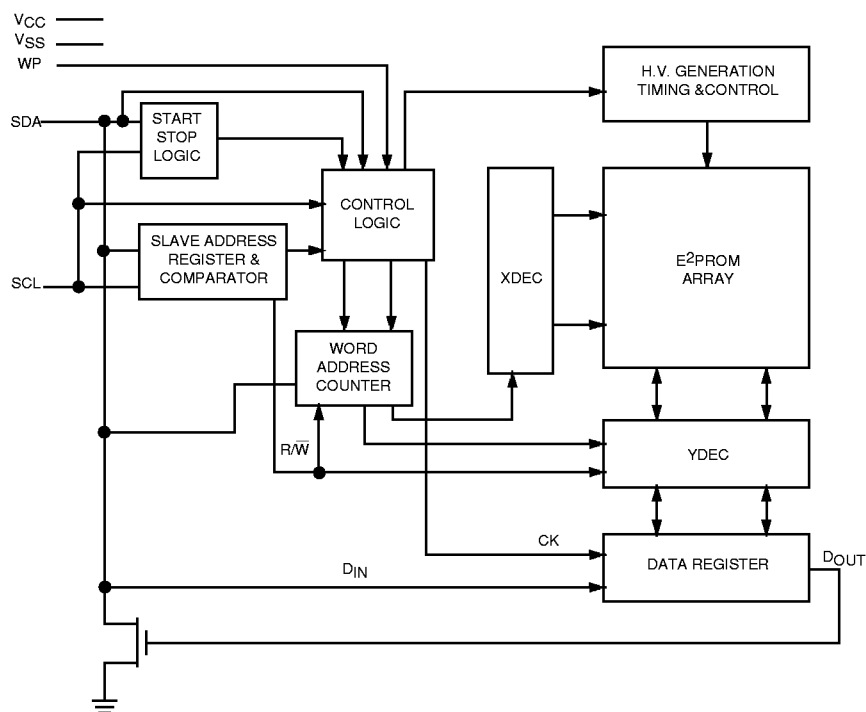 VCC
VSS
WP
SDA
START
STOP
LOGIC
H.V. GENERATION
TIMING &CONTROL
CONTROL
LOGIC
SLAVE ADDRESS
REGISTER &
COMPARATOR
SCL
XDEC
E²PROM
ARRAY
WORD
ADDRESS
COUNTER
R/W̅
YDEC
CK
DIN
DATA REGISTER
DOUT